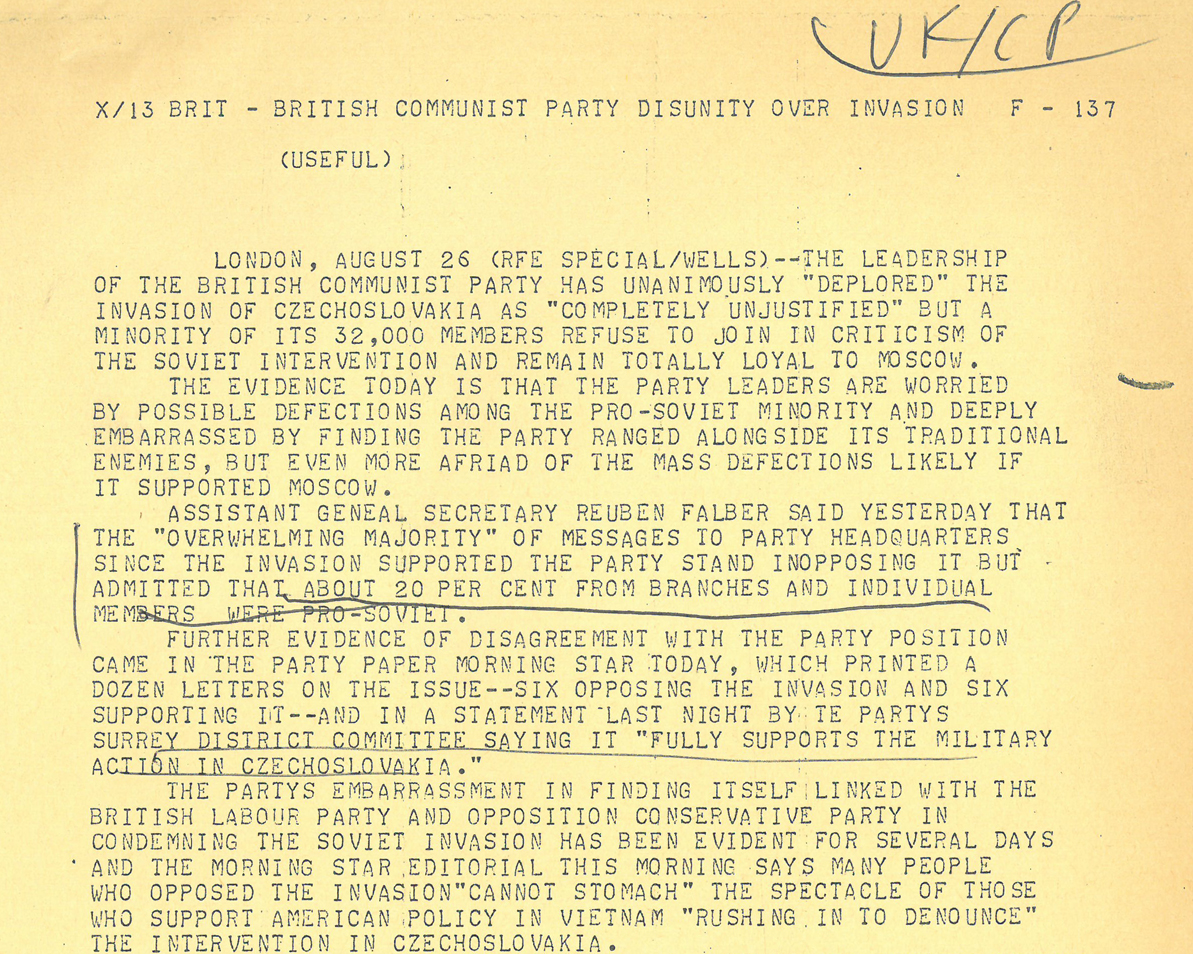 UK/CP
X/13 BRIT - BRITISH COMMUNIST PARTY DISUNITY OVER INVASION F - 137
(USEFUL)
LONDON, AUGUST 26 (RFE SPECIAL/WELLS)--THE LEADERSHIP
OF THE BRITISH COMMUNIST PARTY HAS UNANIMOUSLY "DEPLORED" THE
INVASION OF CZECHOSLOVAKIA AS "COMPLETELY UNJUSTIFIED" BUT A
MINORITY OF ITS 32,000 MEMBERS REFUSE TO JOIN IN CRITICISM OF
THE SOVIET INTERVENTION AND REMAIN TOTALLY LOYAL TO MOSCOW.
THE EVIDENCE TODAY IS THAT THE PARTY LEADERS ARE WORRIED
BY POSSIBLE DEFECTIONS AMONG THE PRO-SOVIET MINORITY AND DEEPLY
EMBARRASSED BY FINDING THE PARTY RANGED ALONGSIDE ITS TRADITIONAL
ENEMIES, BUT EVEN MORE AFRIAD OF THE MASS DEFECTIONS LIKELY IF
IT SUPPORTED MOSCOW.
ASSISTANT GENEAL SECRETARY REUBEN FALBER SAID YESTERDAY THAT
THE "OVERWHELMING MAJORITY" OF MESSAGES TO PARTY HEADQUARTERS
SINCE THE INVASION SUPPORTED THE PARTY STAND INOPPOSING IT BUT
ADMITTED THAT ABOUT 20 PER CENT FROM BRANCHES AND INDIVIDUAL
MEMBERS WERE PRO-SOVIET.
FURTHER EVIDENCE OF DISAGREEMENT WITH THE PARTY POSITION
CAME IN THE PARTY PAPER MORNING STAR TODAY, WHICH PRINTED A
DOZEN LETTERS ON THE ISSUE--SIX OPPOSING THE INVASION AND SIX
SUPPORTING IT--AND IN A STATEMENT LAST NIGHT BY TE PARTYS
SURREY DISTRICT COMMITTEE SAYING IT "FULLY SUPPORTS THE MILITARY
ACTION IN CZECHOSLOVAKIA."
THE PARTYS EMBARRASSMENT IN FINDING ITSELF LINKED WITH THE
BRITISH LABOUR PARTY AND OPPOSITION CONSERVATIVE PARTY IN
CONDEMNING THE SOVIET INVASION HAS BEEN EVIDENT FOR SEVERAL DAYS
AND THE MORNING STAR EDITORIAL THIS MORNING SAYS MANY PEOPLE
WHO OPPOSED THE INVASION"CANNOT STOMACH" THE SPECTACLE OF THOSE
WHO SUPPORT AMERICAN POLICY IN VIETNAM "RUSHING IN TO DENOUNCE"
THE INTERVENTION IN CZECHOSLOVAKIA.